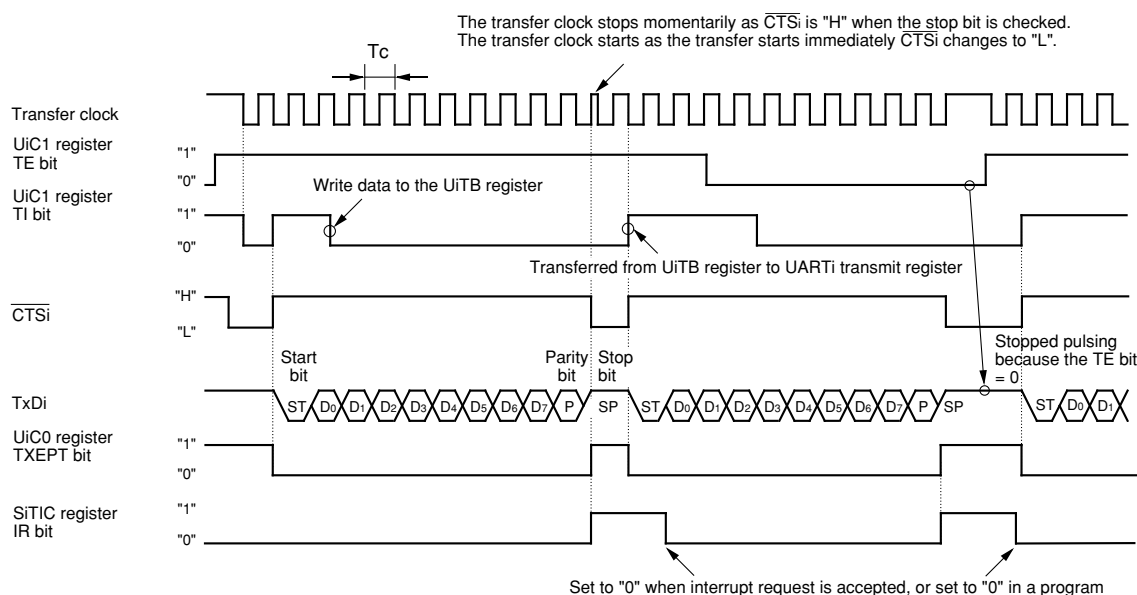 The transfer clock stops momentarily as CTSi is "H" when the stop bit is checked.
The transfer clock starts as the transfer starts immediately CTSi changes to "L".
Tc
Transfer clock
UiC1 register
TE bit
"1"
"0"
Write data to the UiTB register
UiC1 register
TI bit
"1"
"0"
Transferred from UiTB register to UARTi transmit register
CTSi
"H"
"L"
Start
bit
Parity
bit
Stop
bit
Stopped pulsing
because the TE bit
= 0
TxDi
ST D0 D1 D2 D3 D4 D5 D6 D7 P SP ST D0 D1 D2 D3 D4 D5 D6 D7 P SP ST D0 D1
UiC0 register
TXEPT bit
"1"
"0"
SiTIC register
IR bit
"1"
"0"
Set to "0" when interrupt request is accepted, or set to "0" in a program